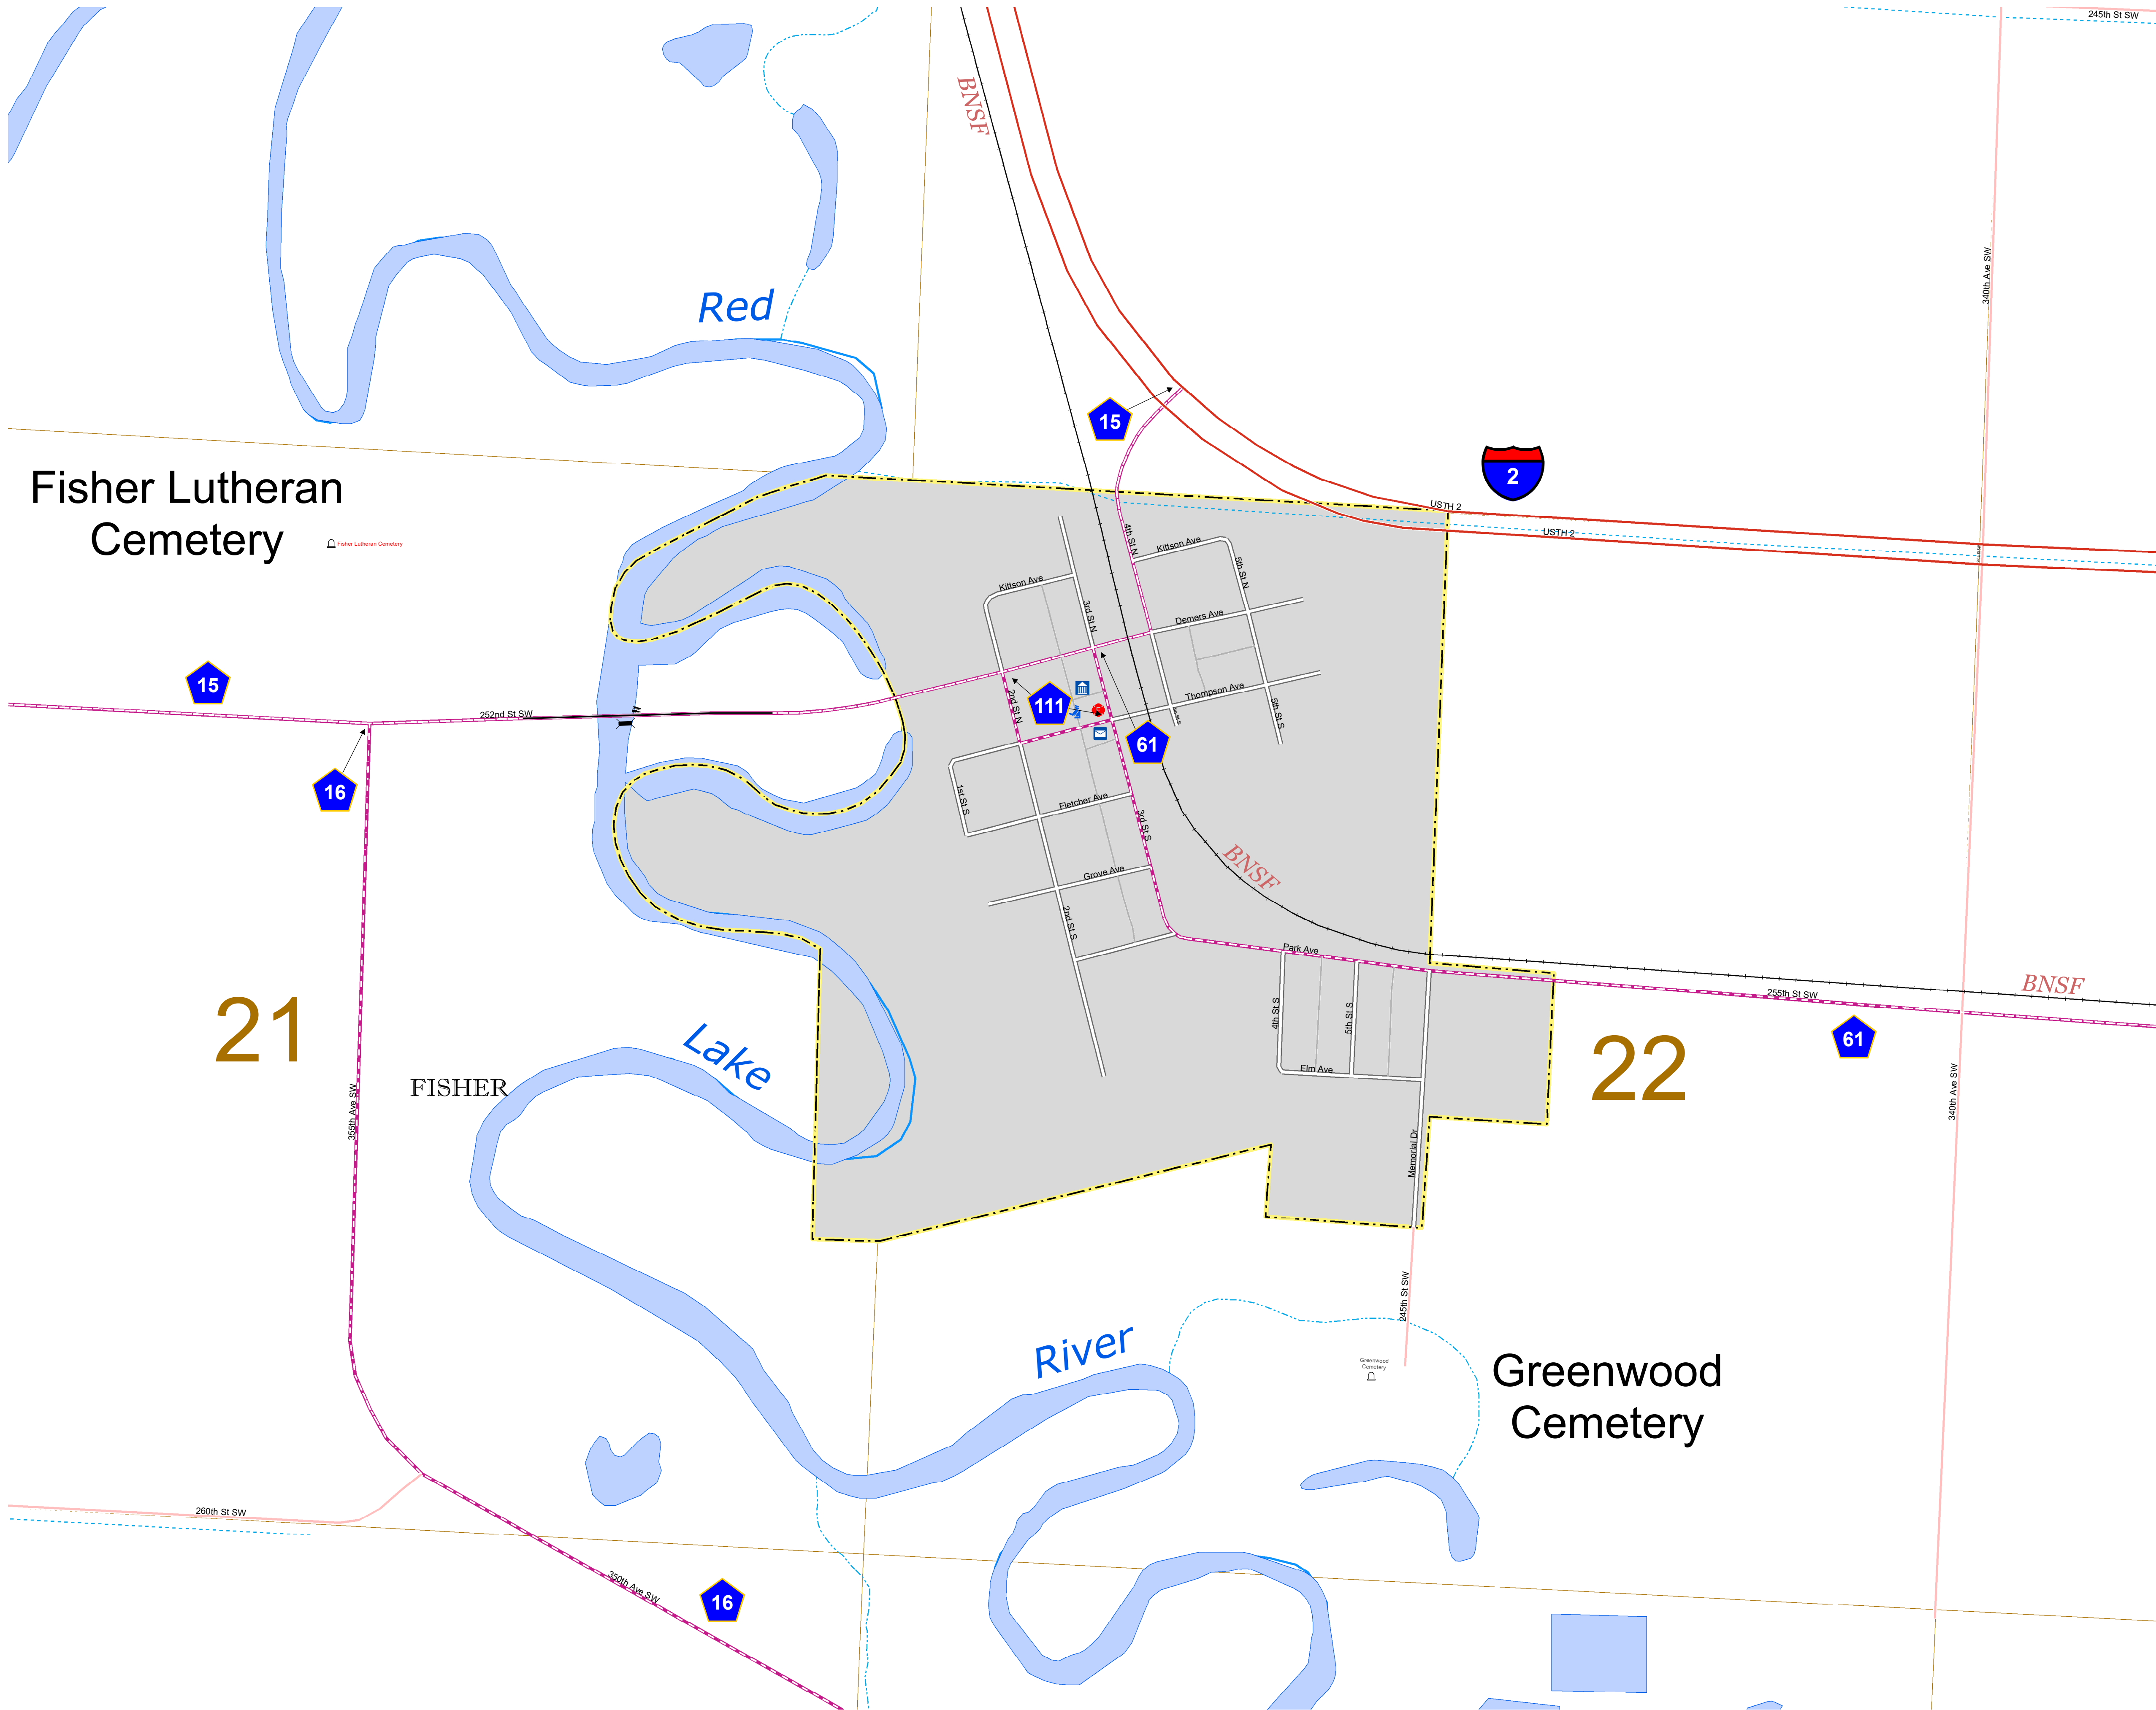 245th St SW
BNSF
340th Ave SW
Red
15
2
Fisher Lutheran
Cemetery
Fisher Lutheran Cemetery
USTH 2
USTH 2
4th St N
Kittson Ave
5th St N
Kittson Ave
3rd St N
Demers Ave
15
252nd St SW
2nd St N
111
Thompson Ave
5th St S
61
16
1st St S
Fletcher Ave
3rd St S
BNSF
Grove Ave
2nd St S
Park Ave
BNSF
255th St SW
4th St S
5th St S
21
Lake
61
22
FISHER
355th Ave SW
Elm Ave
340th Ave SW
Memorial Dr
245th St SW
River
Greenwood
Cemetery
Greenwood
Cemetery
260th St SW
350th Ave SW
16